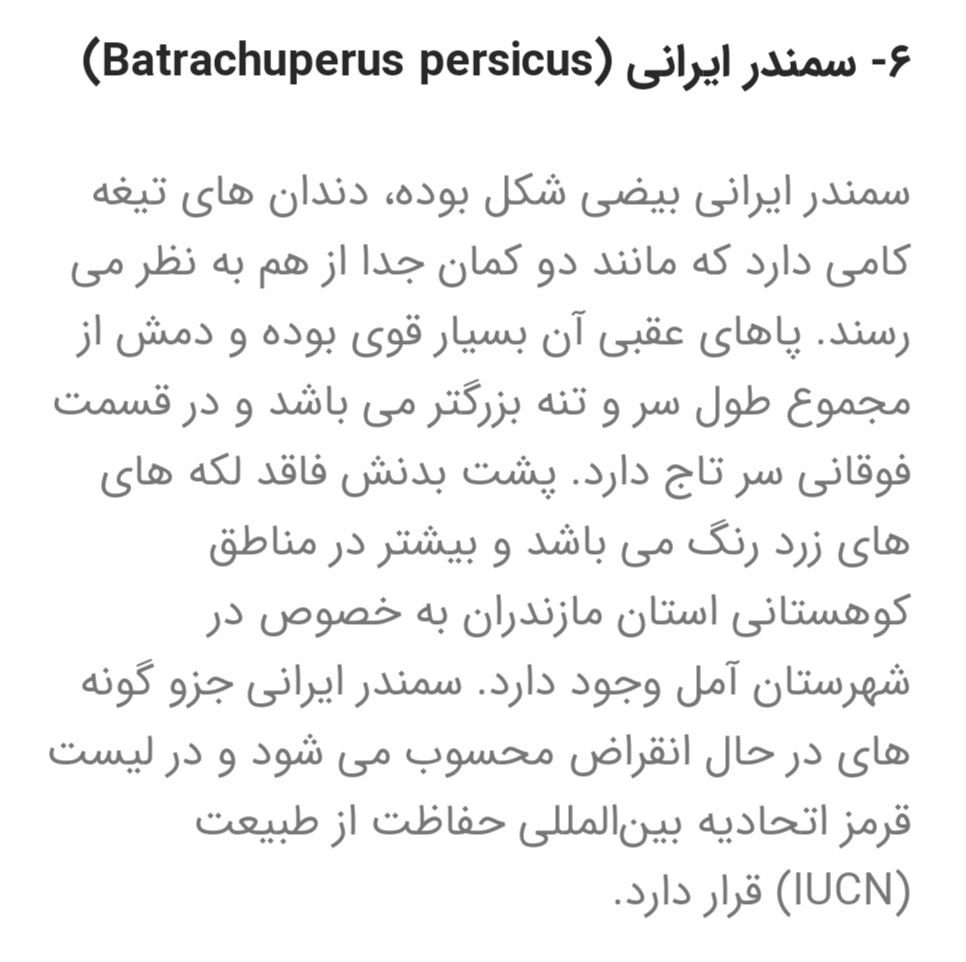 ۶- سمندر ایرانی (Batrachuperus persicus)
سمندر ایرانی بیضی شکل بوده، دندان های تیغه
کامی دارد که مانند دو کمان جدا از هم به نظر می
رسند. پاهای عقبی آن بسیار قوی بوده و دمش از
مجموع طول سر و تنه بزرگتر می باشد و در قسمت
فوقانی سر تاج دارد. پشت بدنش فاقد لکه های
های زرد رنگ می باشد و بیشتر در مناطق
کوهستانی استان مازندران به خصوص در
شهرستان آمل وجود دارد. سمندر ایرانی جزو گونه
های در حال انقراض محسوب می شود و در لیست
قرمز اتحادیه بین‌المللی حفاظت از طبیعت
(IUCN) قرار دارد.